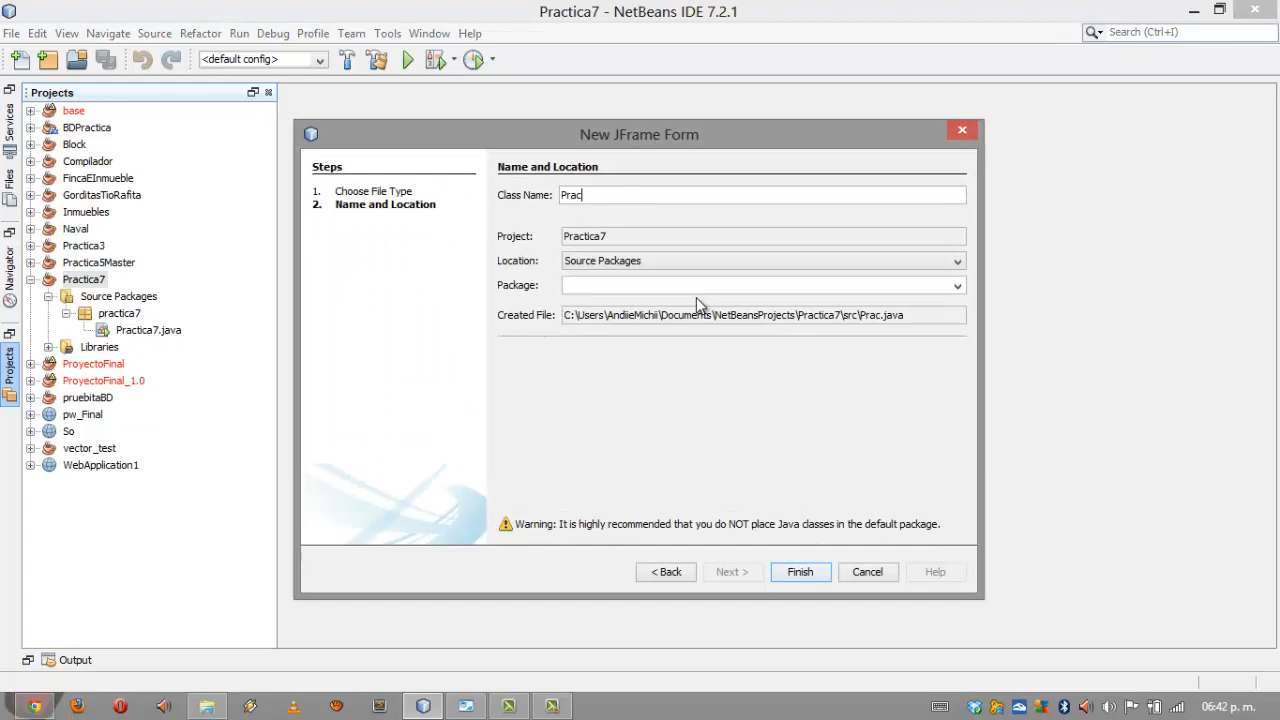 Practica7 - NetBeans IDE 7.2.1
File Edit View Navigate Source Refactor Run Debug Profile Team Tools Window Help
Search (Ctrl+I)
<default config>
Projects
Services
Files
Navigator
Projects
base
BDPractica
Block
Compilador
FincaEInmueble
GorditasTioRafita
Inmuebles
Naval
Practica3
Practica5Master
Practica7
Source Packages
practica7
Practica7.java
Libraries
ProyectoFinal
ProyectoFinal_1.0
pruebitaBD
pw_Final
So
vector_test
WebApplication1
New JFrame Form
Steps
1. Choose File Type
2. Name and Location
Name and Location
Class Name: Prac
Project: Practica7
Location: Source Packages
Package:
Created File: C:\Users\AndiieMichii\Documents\NetBeansProjects\Practica7\src\Prac.java
Warning: It is highly recommended that you do NOT place Java classes in the default package.
< Back Next > Finish Cancel Help
Output
06:42 p. m.